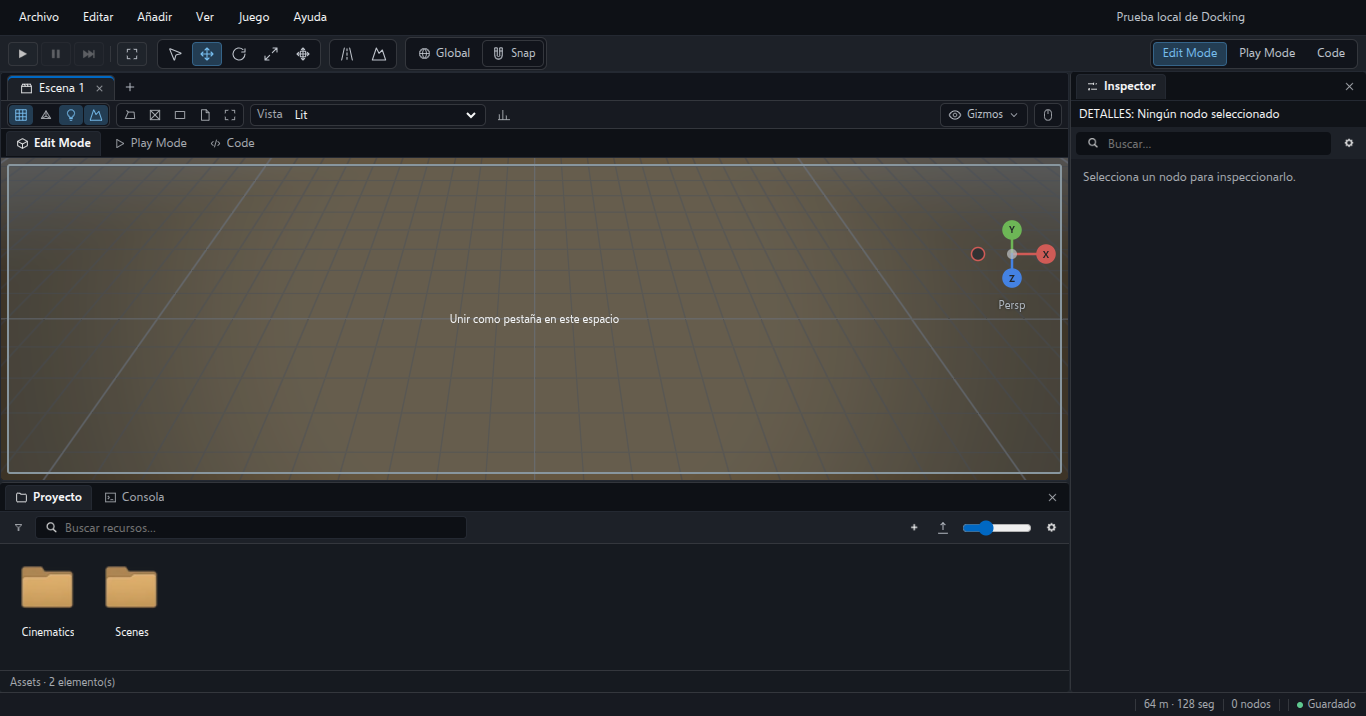 Archivo Editar Añadir Ver Juego Ayuda Prueba local de Docking
Global Snap Edit Mode Play Mode Code
Escena 1 × + Inspector ×
Vista Lit Gizmos
DETALLES: Ningún nodo seleccionado
Edit Mode Play Mode Code
Buscar...
Selecciona un nodo para inspeccionarlo.
Y
X
Z
Persp
Unir como pestaña en este espacio
Proyecto Consola ×
Buscar recursos... +
Cinematics Scenes
Assets · 2 elemento(s)
64 m · 128 seg 0 nodos Guardado